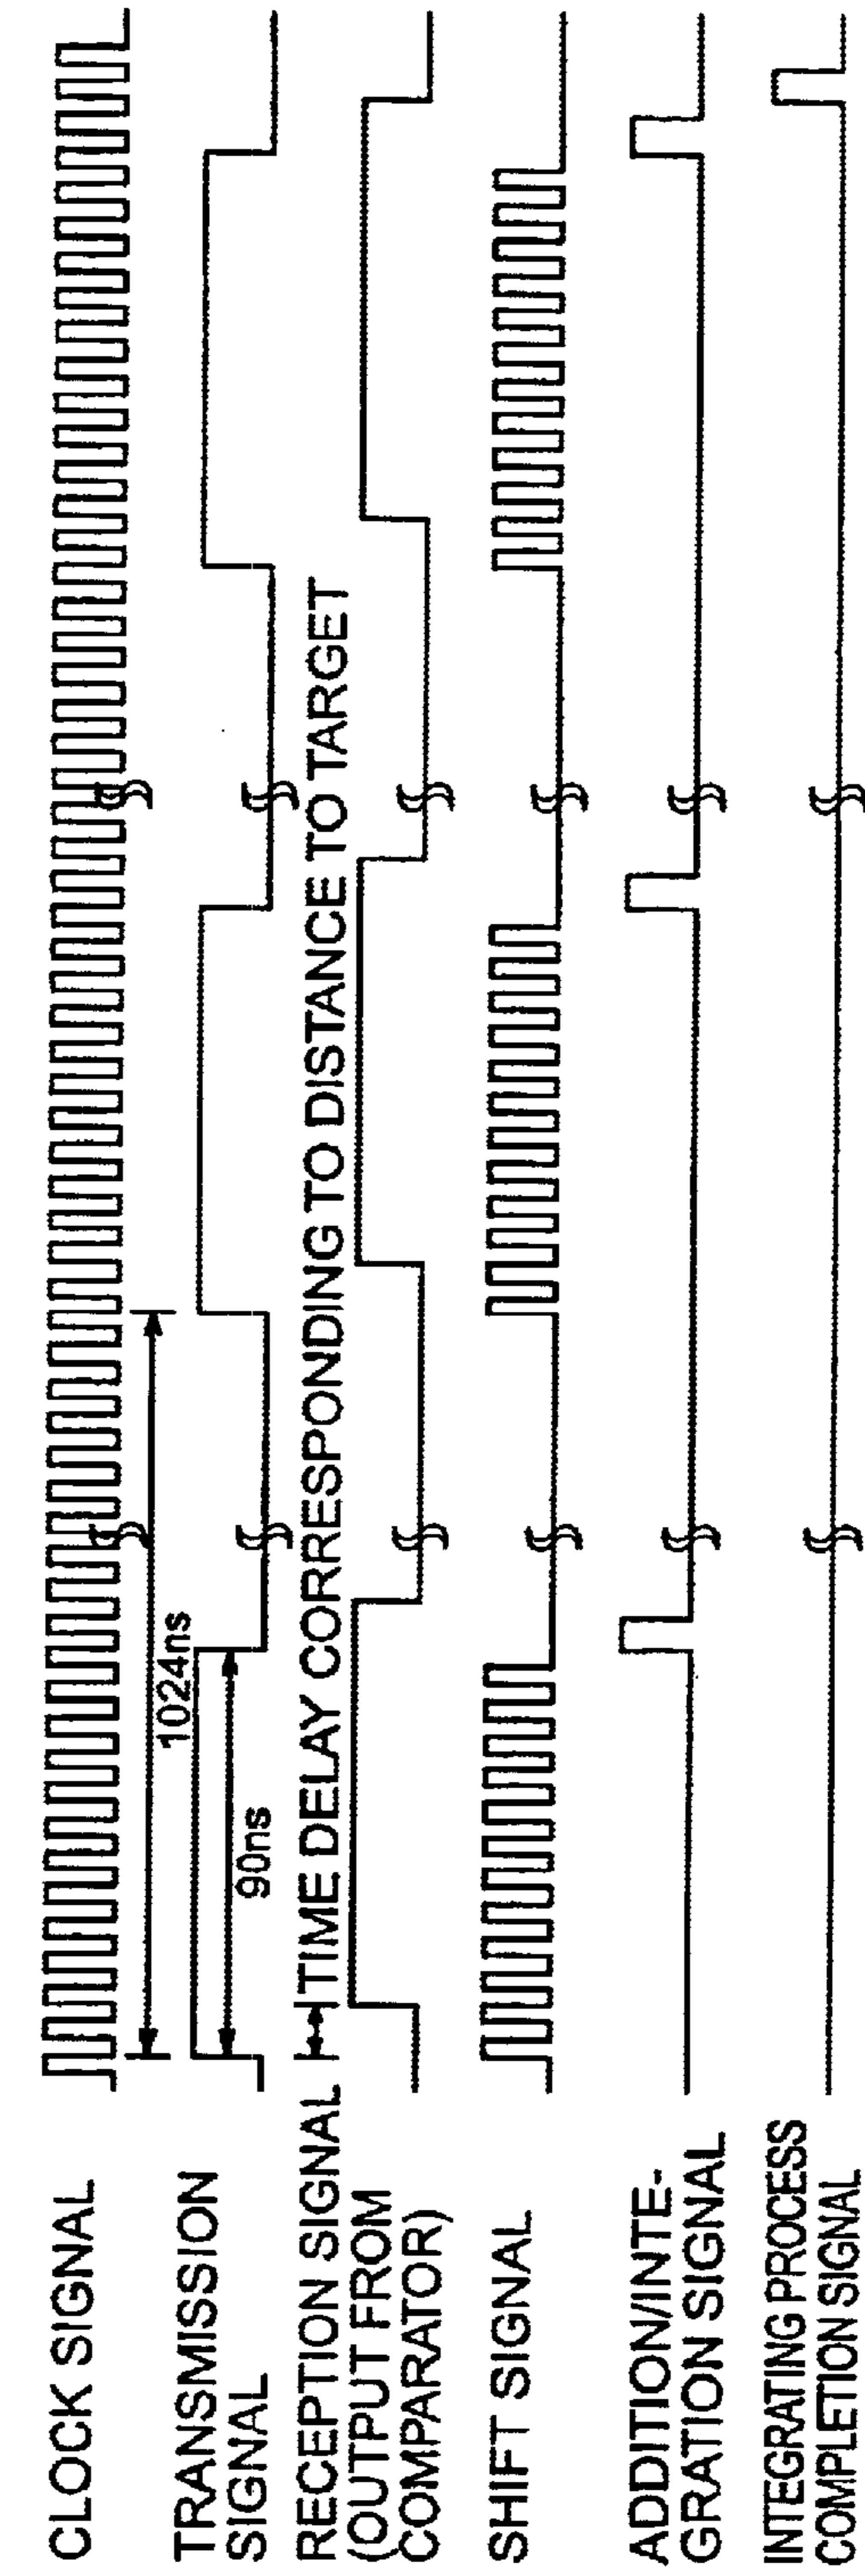 CLOCK SIGNAL
1024ns
TRANSMISSION
SIGNAL
90ns
RECEPTION SIGNAL
(OUTPUT FROM
COMPARATOR)
TIME DELAY CORRESPONDING TO DISTANCE TO TARGET
SHIFT SIGNAL
ADDITION/INTE-
GRATION SIGNAL
INTEGRATING PROCESS
COMPLETION SIGNAL